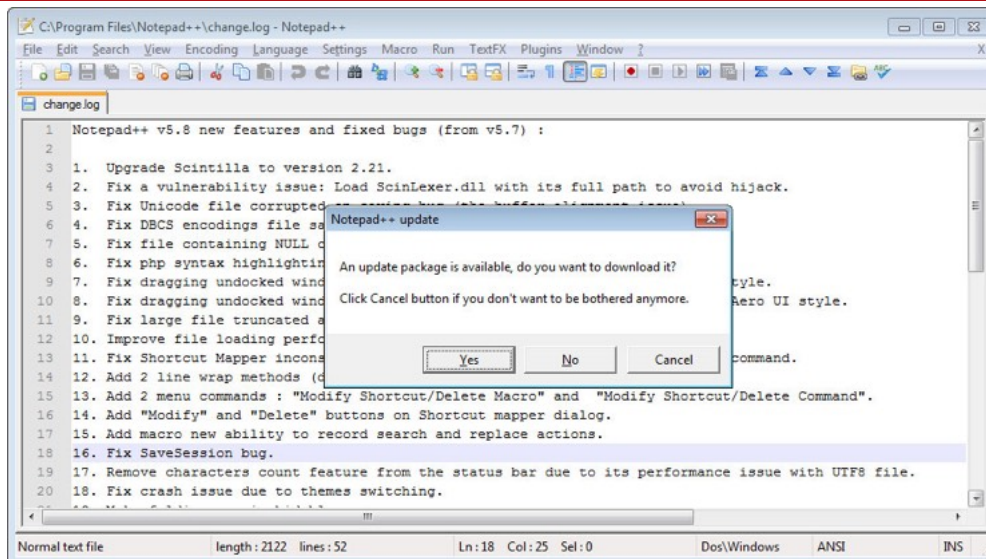 C:\Program Files\Notepad++\change.log - Notepad++
File Edit Search View Encoding Language Settings Macro Run TextFX Plugins Window ? X
change.log
1 Notepad++ v5.8 new features and fixed bugs (from v5.7) :
2
3 1. Upgrade Scintilla to version 2.21.
4 2. Fix a vulnerability issue: Load ScinLexer.dll with its full path to avoid hijack.
5 3. Fix Unicode file corrupted
6 4. Fix DBCS encodings file sa
7 5. Fix file containing NULL c
8 6. Fix php syntax highlightin
9 7. Fix dragging undocked wind tyle.
10 8. Fix dragging undocked wind Aero UI style.
11 9. Fix large file truncated a
12 10. Improve file loading perfo
13 11. Fix Shortcut Mapper incons command.
14 12. Add 2 line wrap methods (d
15 13. Add 2 menu commands : "Modify Shortcut/Delete Macro" and "Modify Shortcut/Delete Command".
16 14. Add "Modify" and "Delete" buttons on Shortcut mapper dialog.
17 15. Add macro new ability to record search and replace actions.
18 16. Fix SaveSession bug.
19 17. Remove characters count feature from the status bar due to its performance issue with UTF8 file.
20 18. Fix crash issue due to themes switching.
Notepad++ update
An update package is available, do you want to download it?
Click Cancel button if you don't want to be bothered anymore.
Yes No Cancel
Normal text file length : 2122 lines : 52 Ln : 18 Col : 25 Sel : 0 Dos\Windows ANSI INS